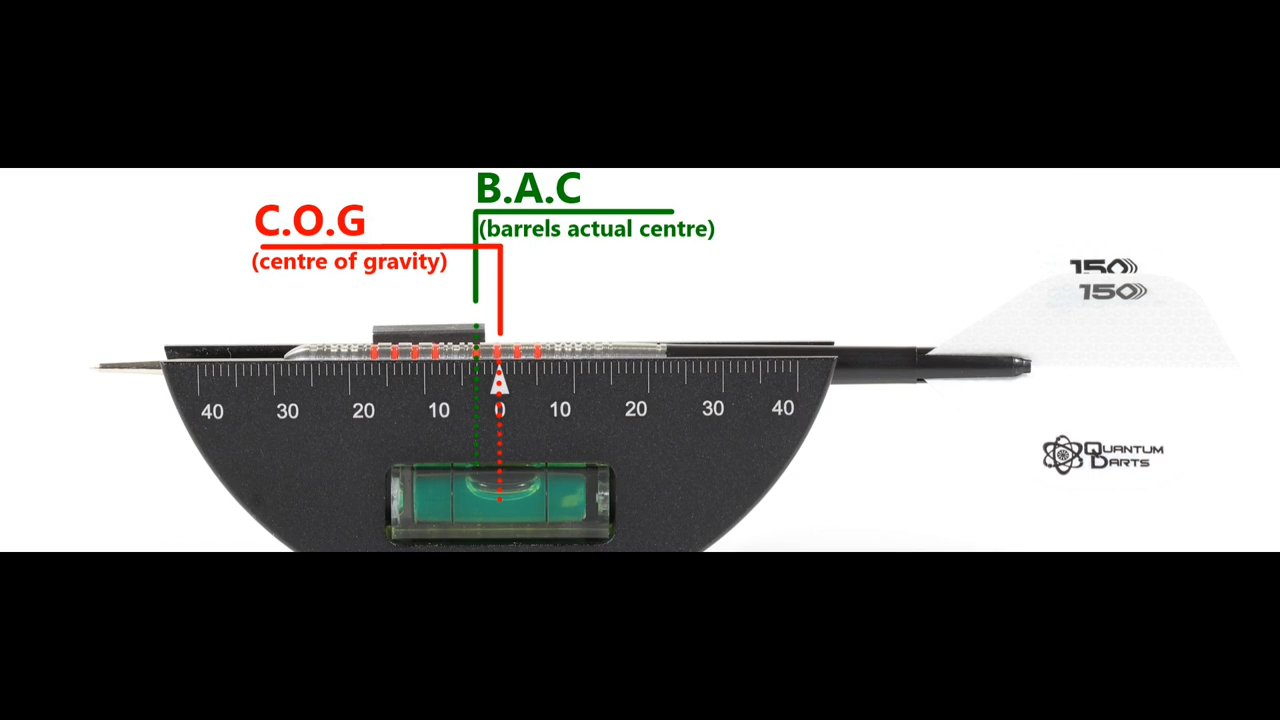 B.A.C
(barrels actual centre)
C.O.G
(centre of gravity)
150
150
40 30 20 10 0 10 20 30 40
QUANTUM
DARTS